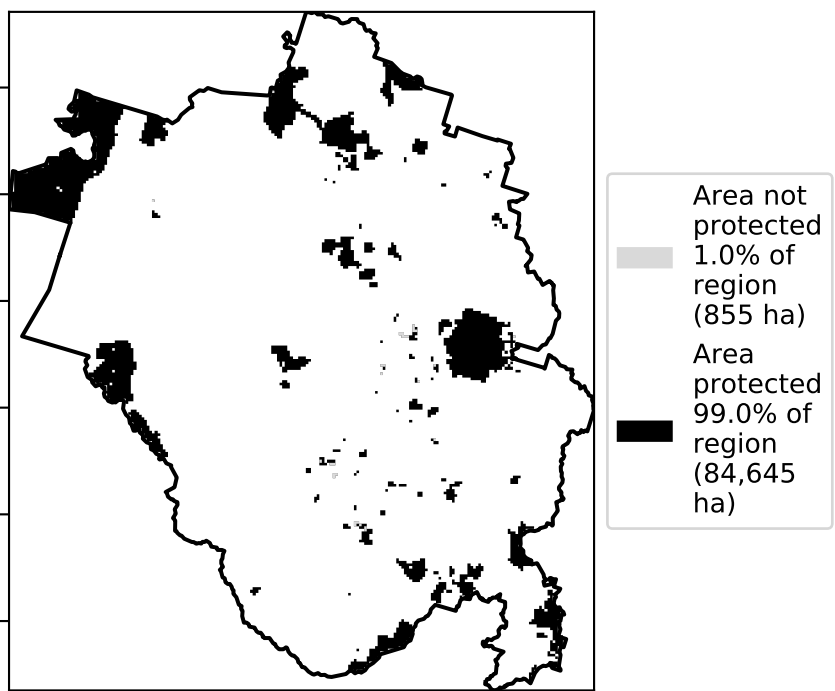 Area not
protected
1.0% of
region
(855 ha)
Area
protected
99.0% of
region
(84,645
ha)